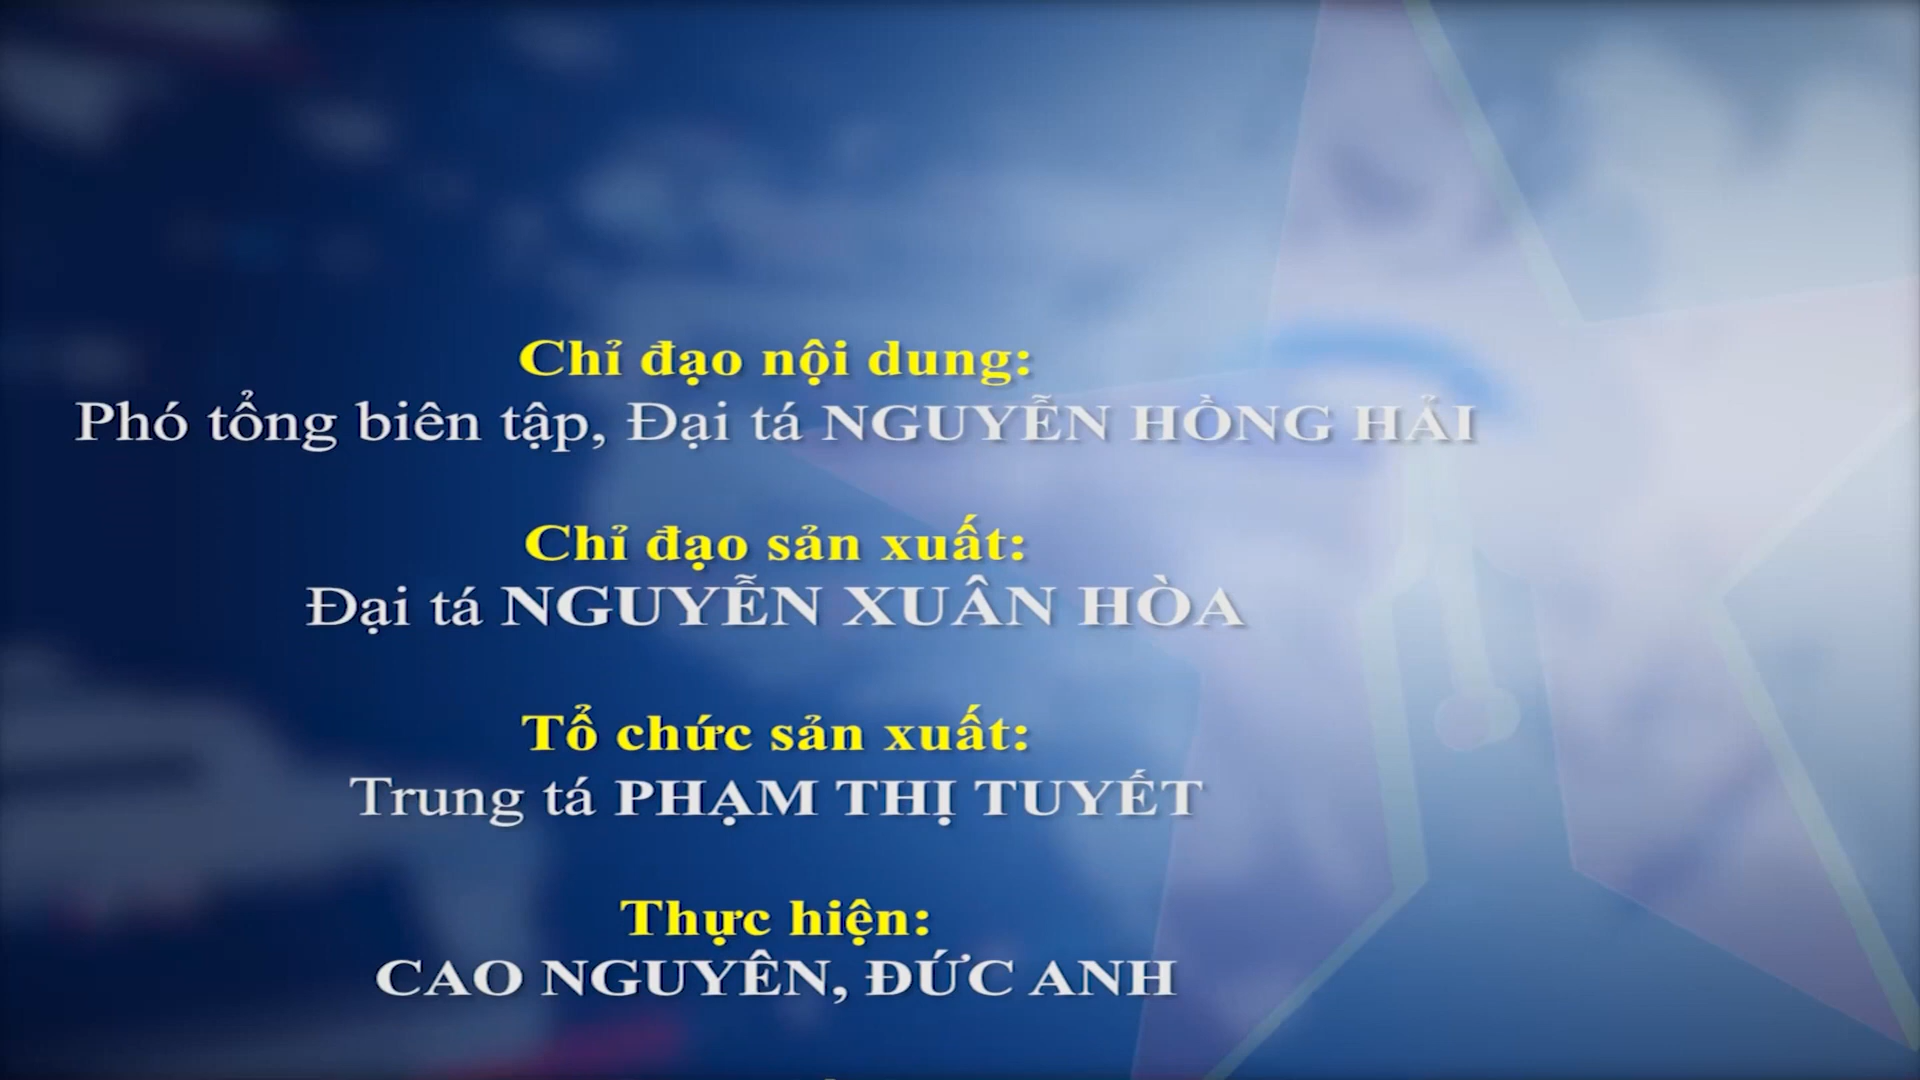 Chỉ đạo nội dung:
Phó tổng biên tập, Đại tá NGUYỄN HỒNG HẢI
Chỉ đạo sản xuất:
Đại tá NGUYỄN XUÂN HÒA
Tổ chức sản xuất:
Trung tá PHẠM THỊ TUYẾT
Thực hiện:
CAO NGUYÊN, ĐỨC ANH